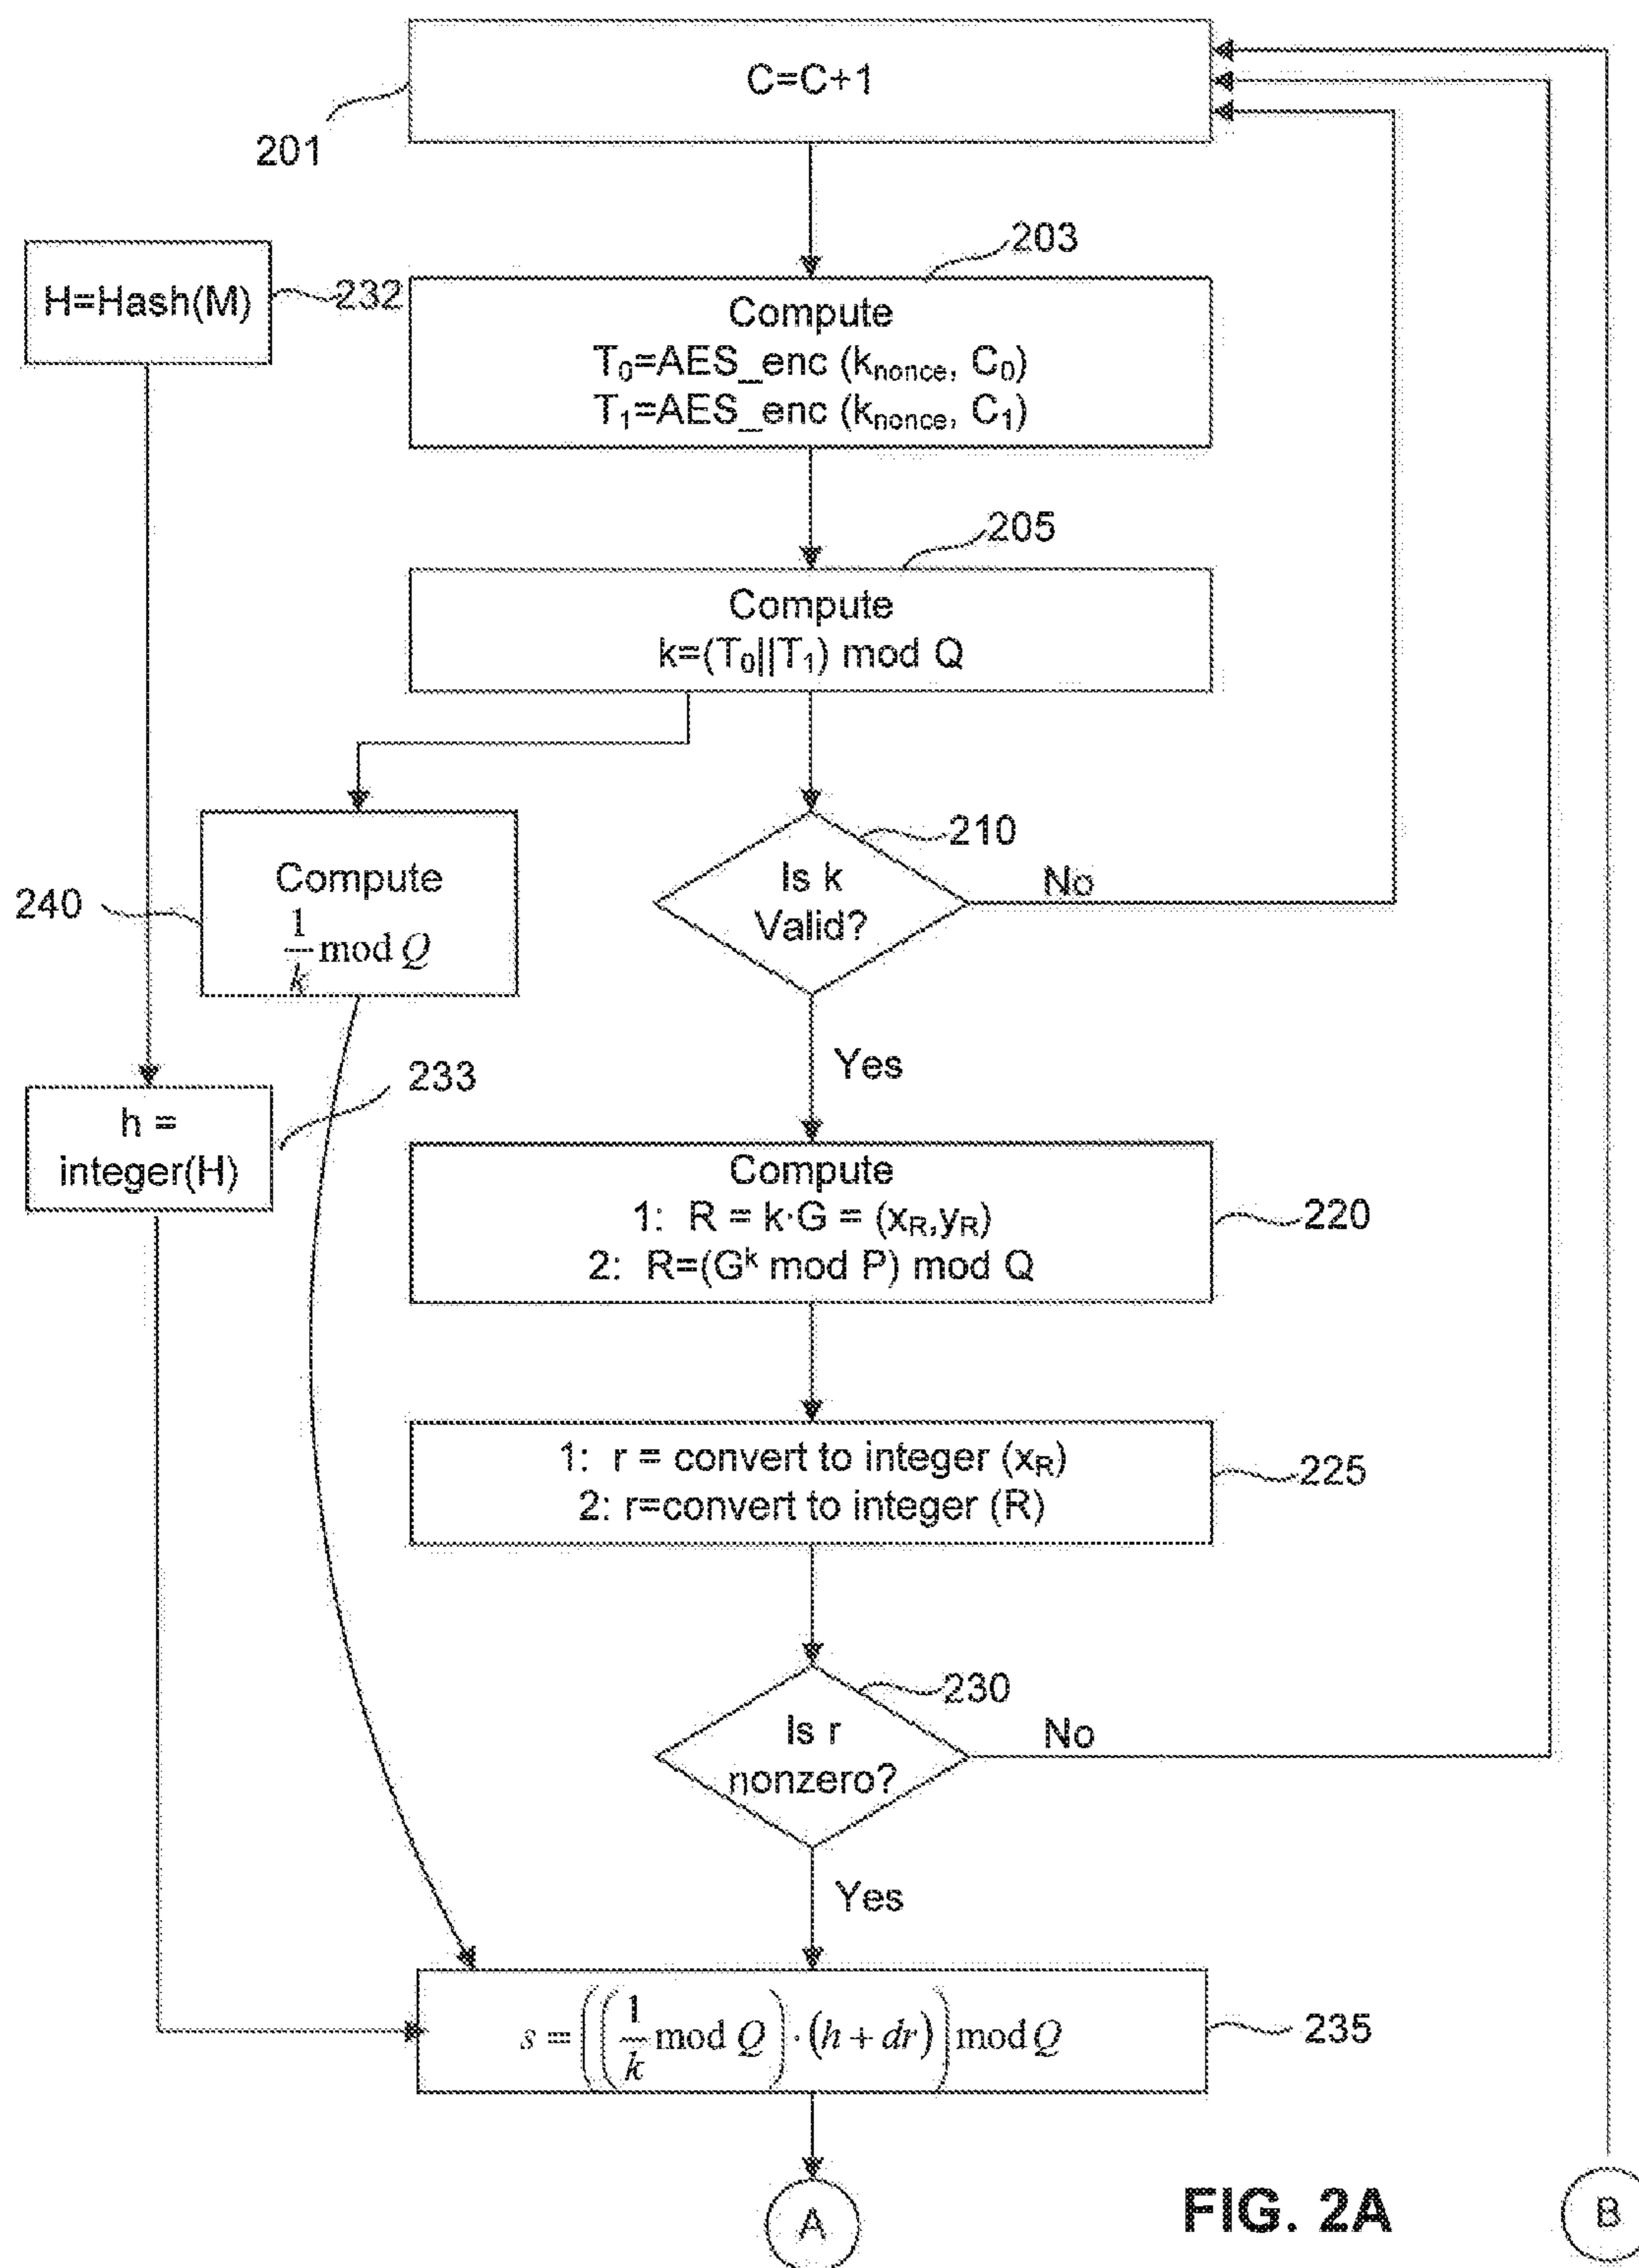 C=C+1
201
203
H=Hash(M)
232
Compute
T₀=AES_enc (kₙₒₙcₑ, C₀)
T₁=AES_enc (kₙₒₙcₑ, C₁)
205
Compute
k=(T₀||T₁) mod Q
210
Is k
Valid?
No
240
Compute
1/k mod Q
Yes
233
h =
integer(H)
Compute
1: R = k·G = (x_R,y_R)
2: R=(G^k mod P) mod Q
220
1: r = convert to integer (x_R)
2: r=convert to integer (R)
225
230
Is r
nonzero?
No
Yes
s = (((1/k) mod Q) · (h + dr)) mod Q
235
A
FIG. 2A
B